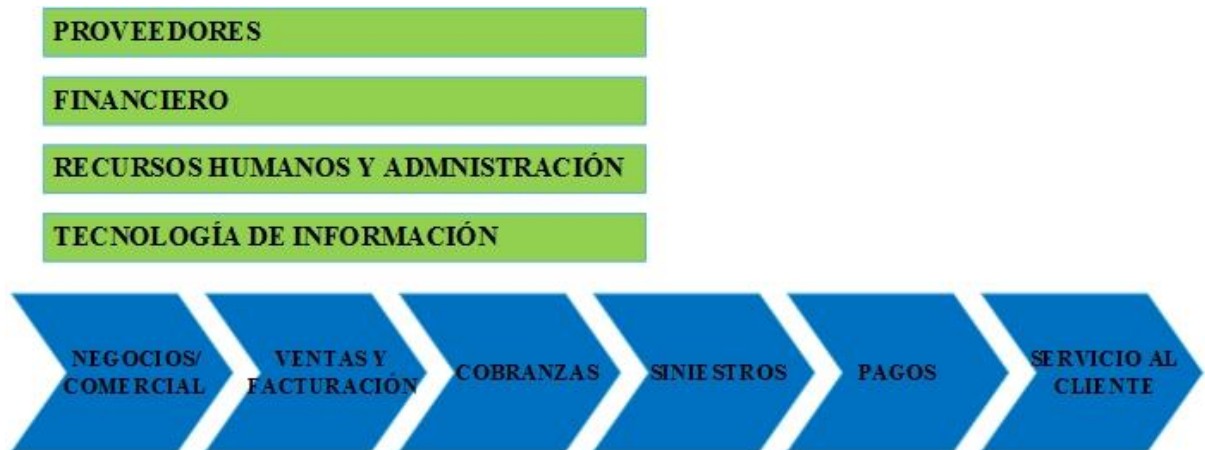 PROVEEDORES
FINANCIERO
RECURSOS HUMANOS Y ADMNISTRACIÓN
TECNOLOGÍA DE INFORMACIÓN
NEGOCIOS/
COMERCIAL
VENTAS Y
FACTURACIÓN
COBRANZAS
SINIESTROS
PAGOS
SERVICIO AL
CLIENTE